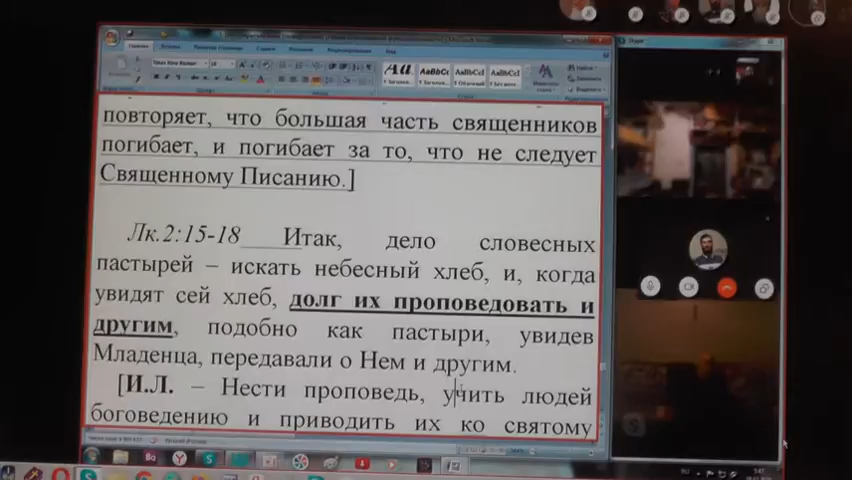 повторяет, что большая часть священников
погибает, и погибает за то, что не следует
Священному Писанию.]
Лк.2:15-18 Итак, дело словесных
пастырей – искать небесный хлеб, и, когда
увидят сей хлеб, долг их проповедовать и
другим, подобно как пастыри, увидев
Младенца, передавали о Нем и другим.
[И.Л. – Нести проповедь, учить людей
боговедению и приводить их ко святому